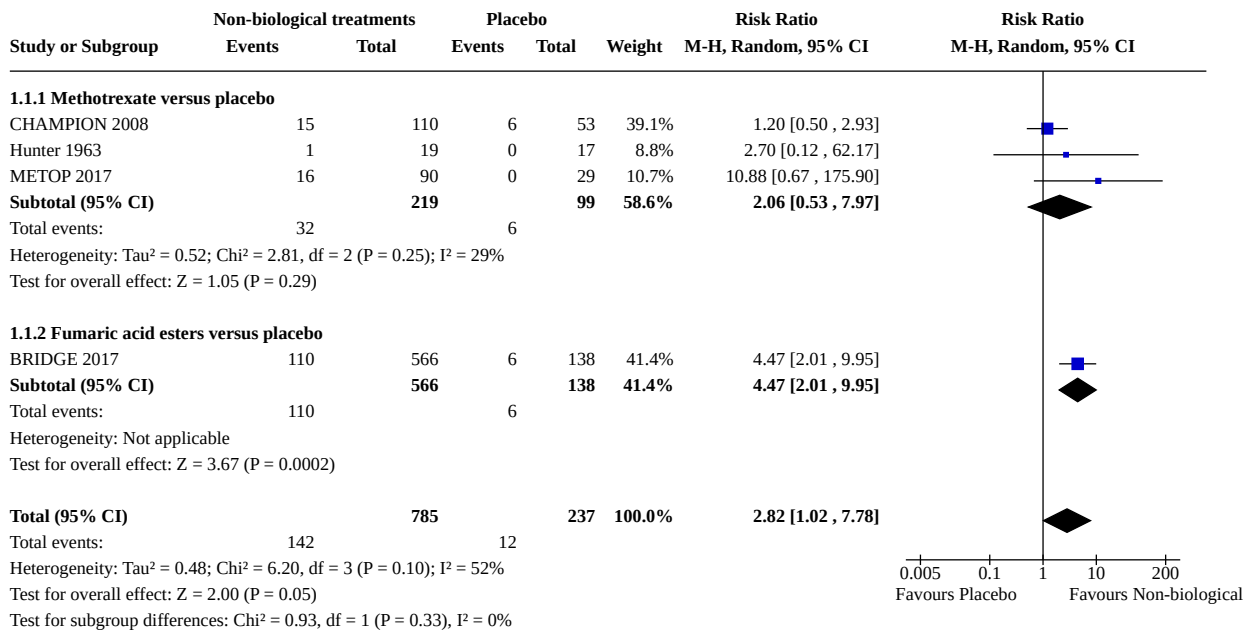 Non-biological treatments Placebo Risk Ratio Risk Ratio
Study or Subgroup Events Total Events Total Weight M-H, Random, 95% CI M-H, Random, 95% CI
1.1.1 Methotrexate versus placebo
CHAMPION 2008 15 110 6 53 39.1% 1.20 [0.50 , 2.93]
Hunter 1963 1 19 0 17 8.8% 2.70 [0.12 , 62.17]
METOP 2017 16 90 0 29 10.7% 10.88 [0.67 , 175.90]
Subtotal (95% CI) 219 99 58.6% 2.06 [0.53 , 7.97]
Total events: 32 6
Heterogeneity: Tau² = 0.52; Chi² = 2.81, df = 2 (P = 0.25); I² = 29%
Test for overall effect: Z = 1.05 (P = 0.29)
1.1.2 Fumaric acid esters versus placebo
BRIDGE 2017 110 566 6 138 41.4% 4.47 [2.01 , 9.95]
Subtotal (95% CI) 566 138 41.4% 4.47 [2.01 , 9.95]
Total events: 110 6
Heterogeneity: Not applicable
Test for overall effect: Z = 3.67 (P = 0.0002)
Total (95% CI) 785 237 100.0% 2.82 [1.02 , 7.78]
Total events: 142 12
Heterogeneity: Tau² = 0.48; Chi² = 6.20, df = 3 (P = 0.10); I² = 52%
0.005 0.1 1 10 200
Test for overall effect: Z = 2.00 (P = 0.05)
Favours Placebo Favours Non-biological
Test for subgroup differences: Chi² = 0.93, df = 1 (P = 0.33), I² = 0%